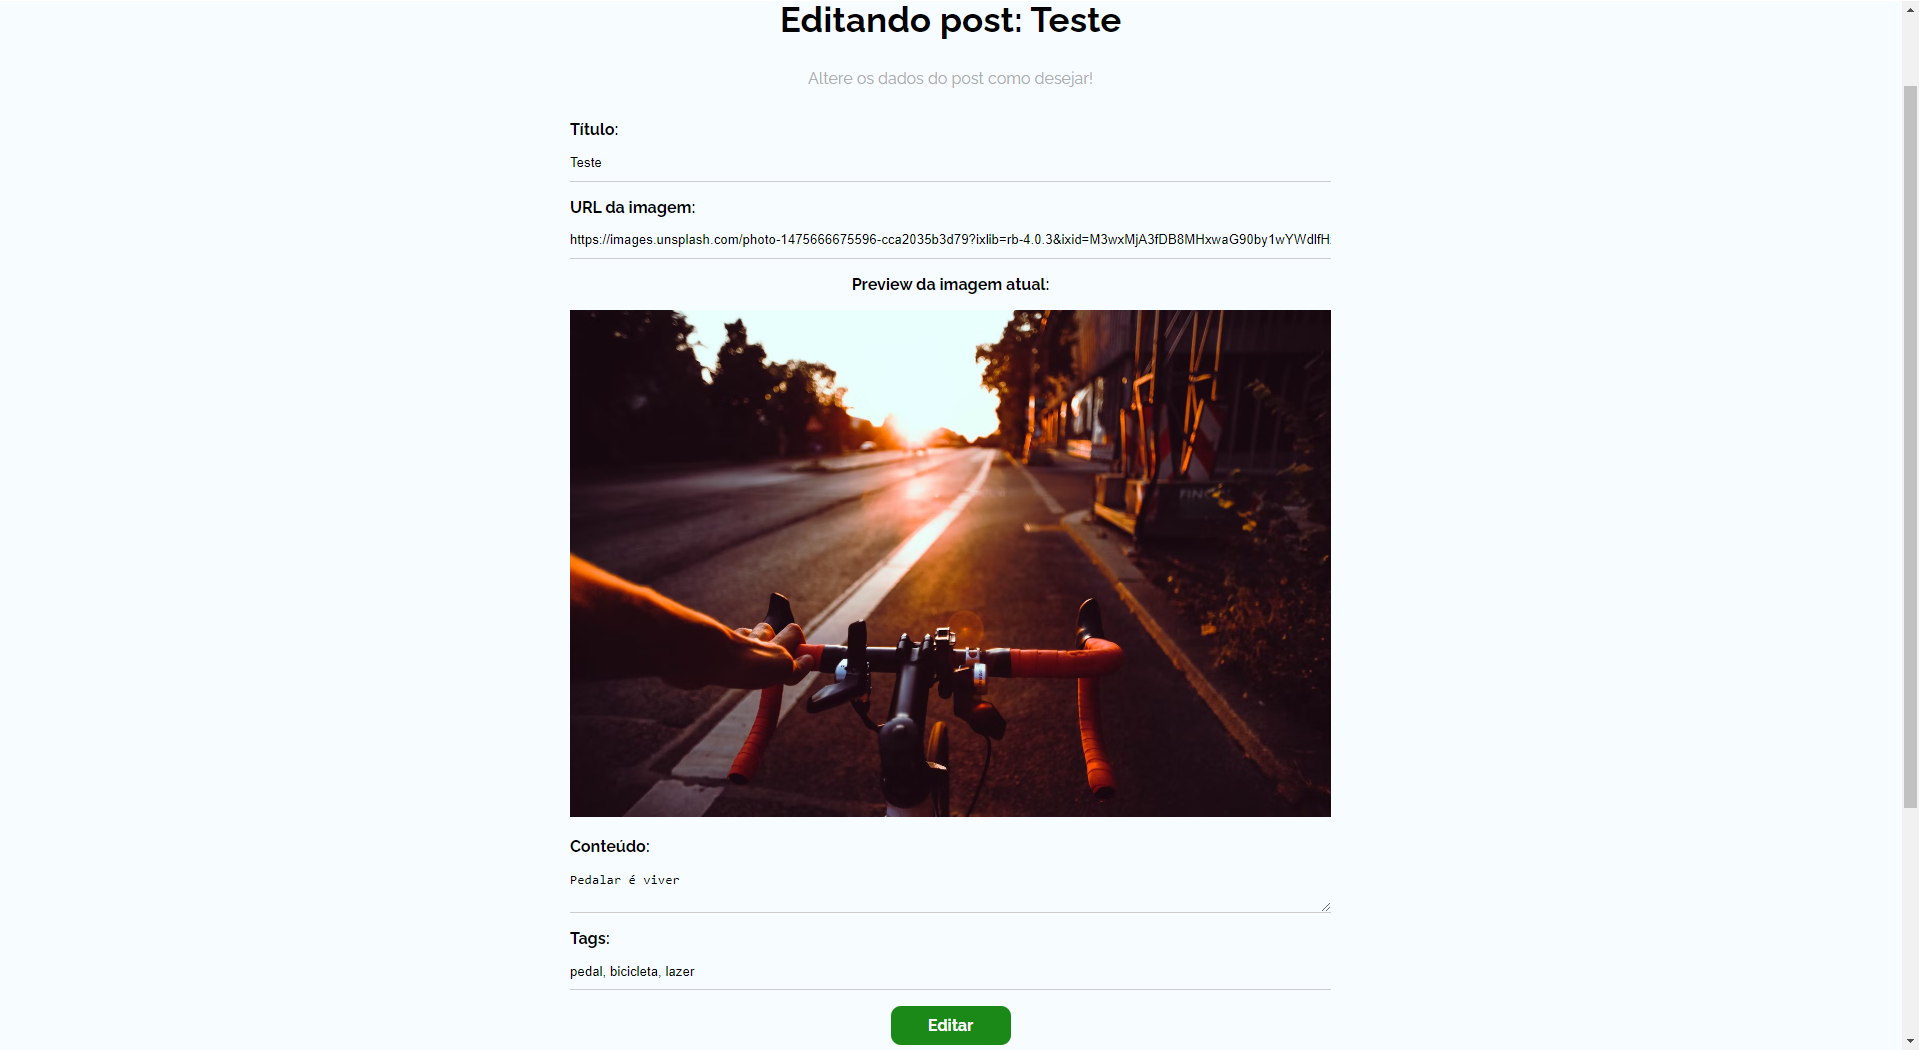 Editando post: Teste
Altere os dados do post como desejar!
Título:
Teste
URL da imagem:
https://images.unsplash.com/photo-1475666675596-cca2035b3d79?ixlib=rb-4.0.3&ixid=M3wxMjA3fDB8MHxwaG90by1wYWdlfH
Preview da imagem atual:
Conteúdo:
Pedalar é viver
Tags:
pedal, bicicleta, lazer
Editar